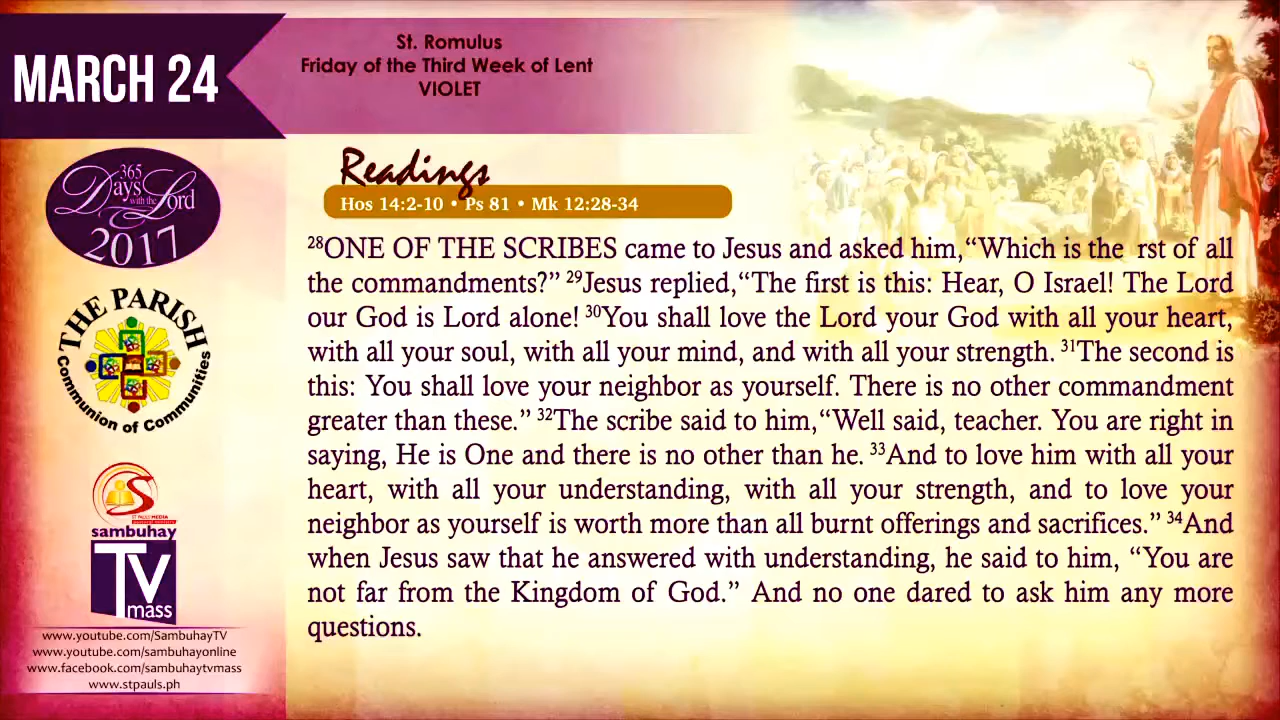 MARCH 24
St. Romulus
Friday of the Third Week of Lent
VIOLET
365
Days
with the
Lord
2017
THE PARISH
Communion of Communities
ST PAULS MEDIA
sambuhay
TV
mass
www.youtube.com/SambuhayTV
www.youtube.com/sambuhayonline
www.facebook.com/sambuhaytvmass
www.stpauls.ph
Readings
Hos 14:2-10 • Ps 81 • Mk 12:28-34
²⁸ONE OF THE SCRIBES came to Jesus and asked him,“Which is the rst of all
the commandments?” ²⁹Jesus replied,“The first is this: Hear, O Israel! The Lord
our God is Lord alone! ³⁰You shall love the Lord your God with all your heart,
with all your soul, with all your mind, and with all your strength. ³¹The second is
this: You shall love your neighbor as yourself. There is no other commandment
greater than these.” ³²The scribe said to him,“Well said, teacher. You are right in
saying, He is One and there is no other than he. ³³And to love him with all your
heart, with all your understanding, with all your strength, and to love your
neighbor as yourself is worth more than all burnt offerings and sacrifices.” ³⁴And
when Jesus saw that he answered with understanding, he said to him, “You are
not far from the Kingdom of God.” And no one dared to ask him any more
questions.